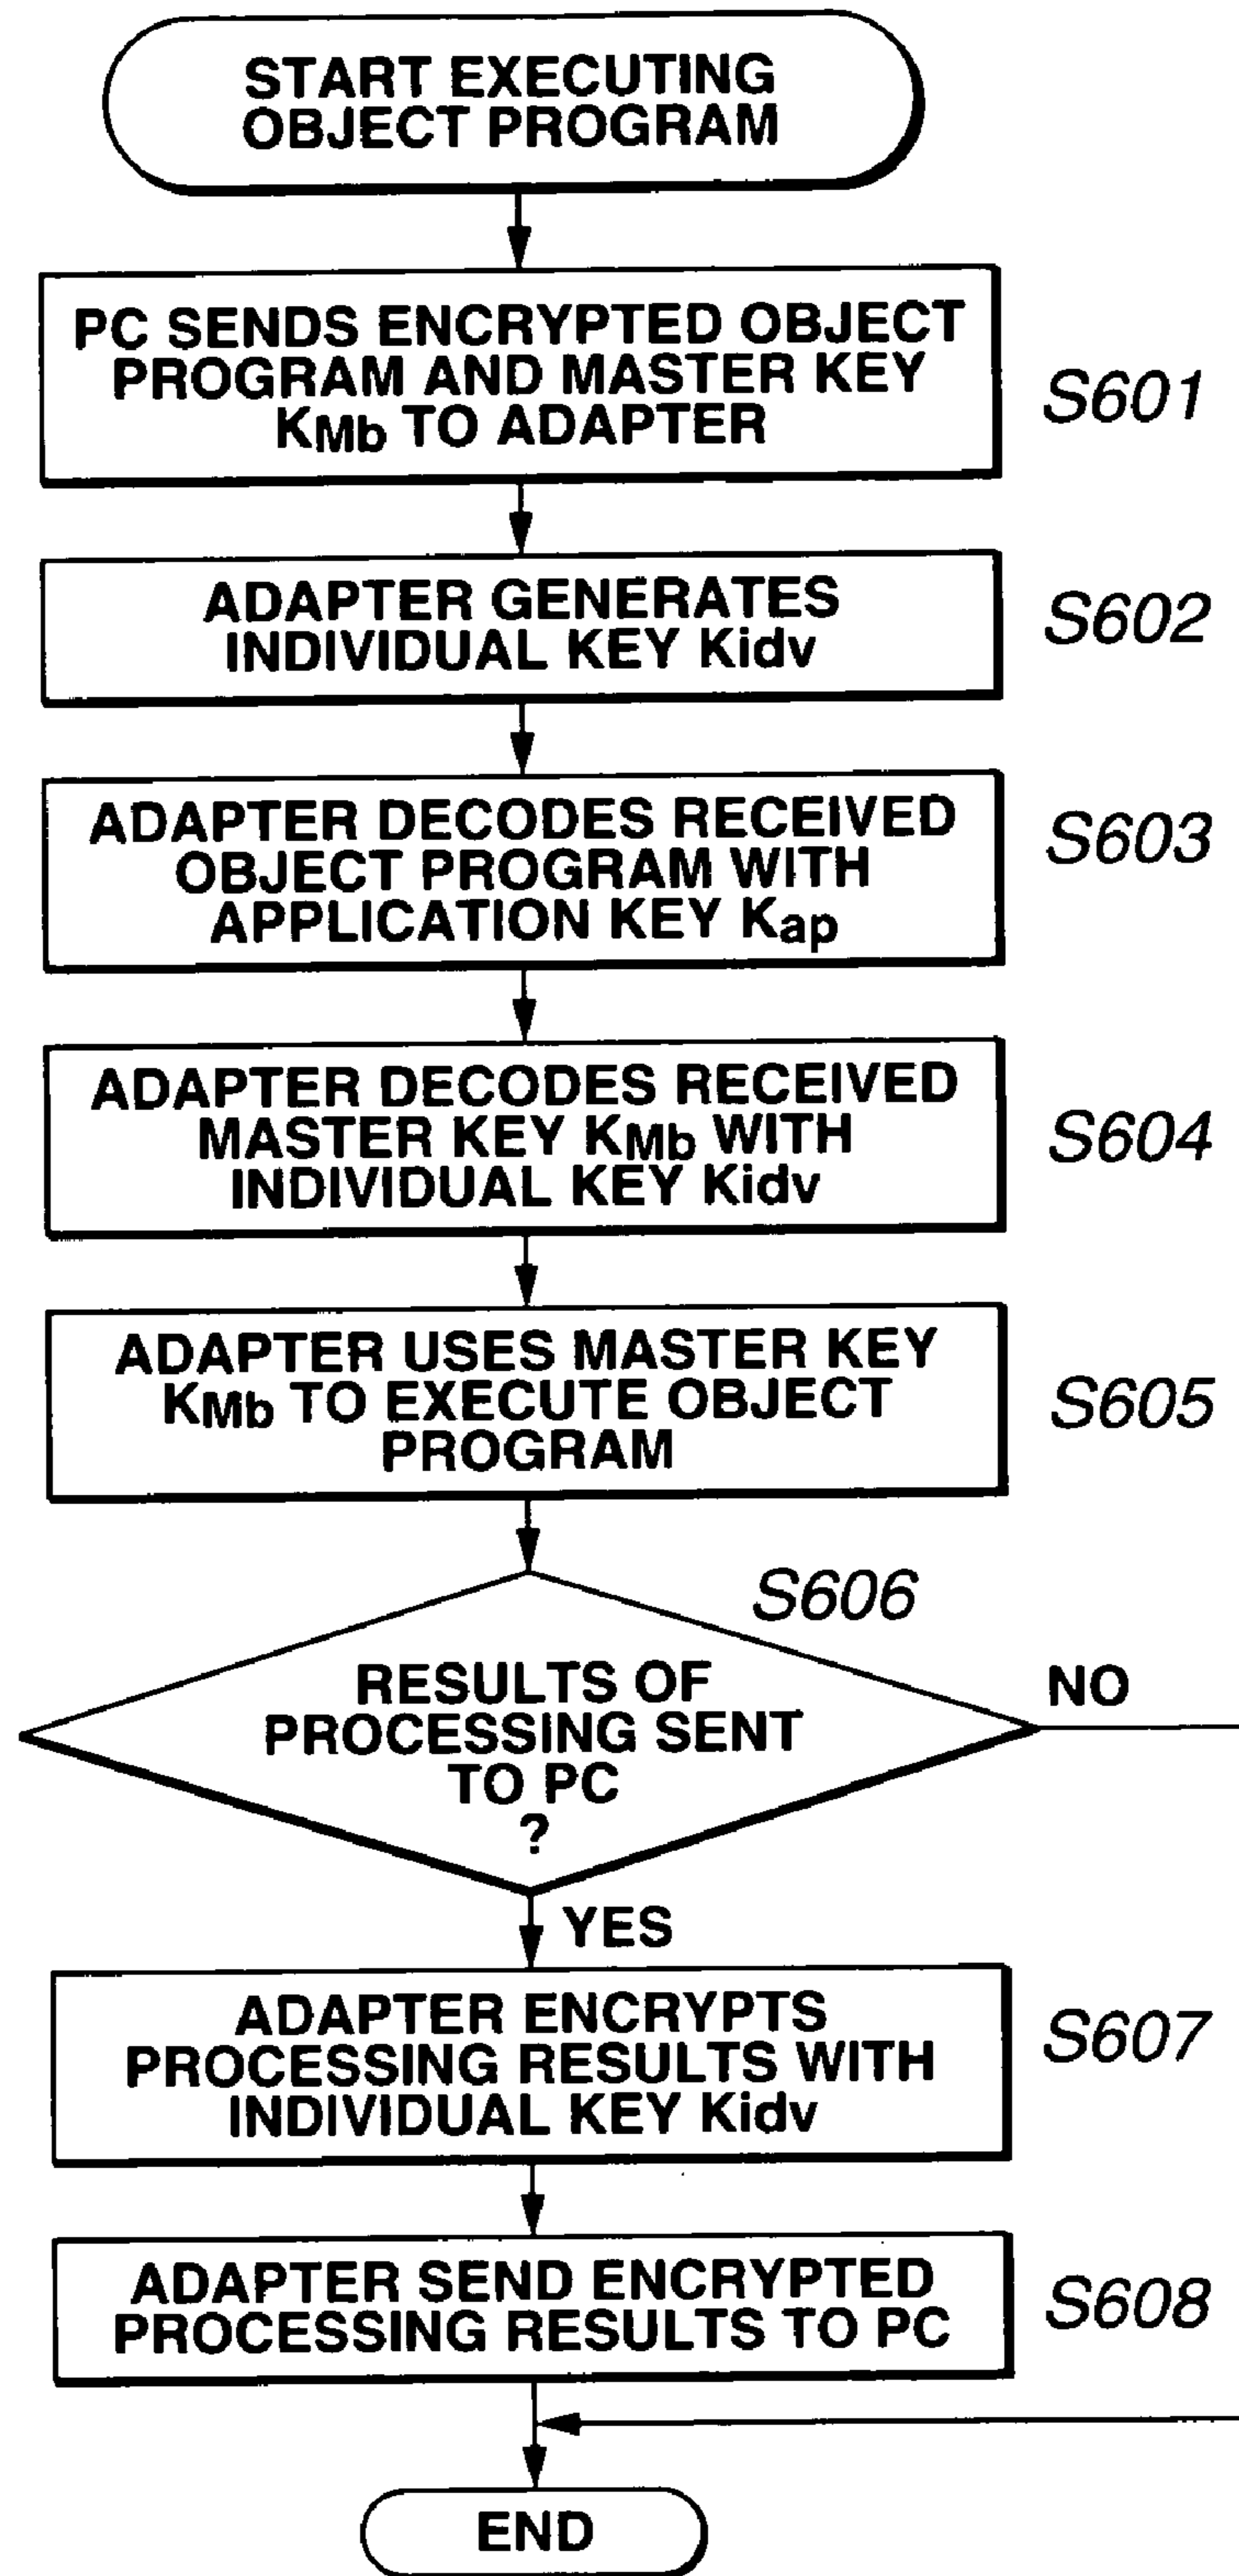 START EXECUTING
OBJECT PROGRAM
PC SENDS ENCRYPTED OBJECT
PROGRAM AND MASTER KEY
KMb TO ADAPTER
S601
ADAPTER GENERATES
INDIVIDUAL KEY Kidv
S602
ADAPTER DECODES RECEIVED
OBJECT PROGRAM WITH
APPLICATION KEY Kap
S603
ADAPTER DECODES RECEIVED
MASTER KEY KMb WITH
INDIVIDUAL KEY Kidv
S604
ADAPTER USES MASTER KEY
KMb TO EXECUTE OBJECT
PROGRAM
S605
S606
RESULTS OF
PROCESSING SENT
TO PC
?
NO
YES
ADAPTER ENCRYPTS
PROCESSING RESULTS WITH
INDIVIDUAL KEY Kidv
S607
ADAPTER SEND ENCRYPTED
PROCESSING RESULTS TO PC
S608
END